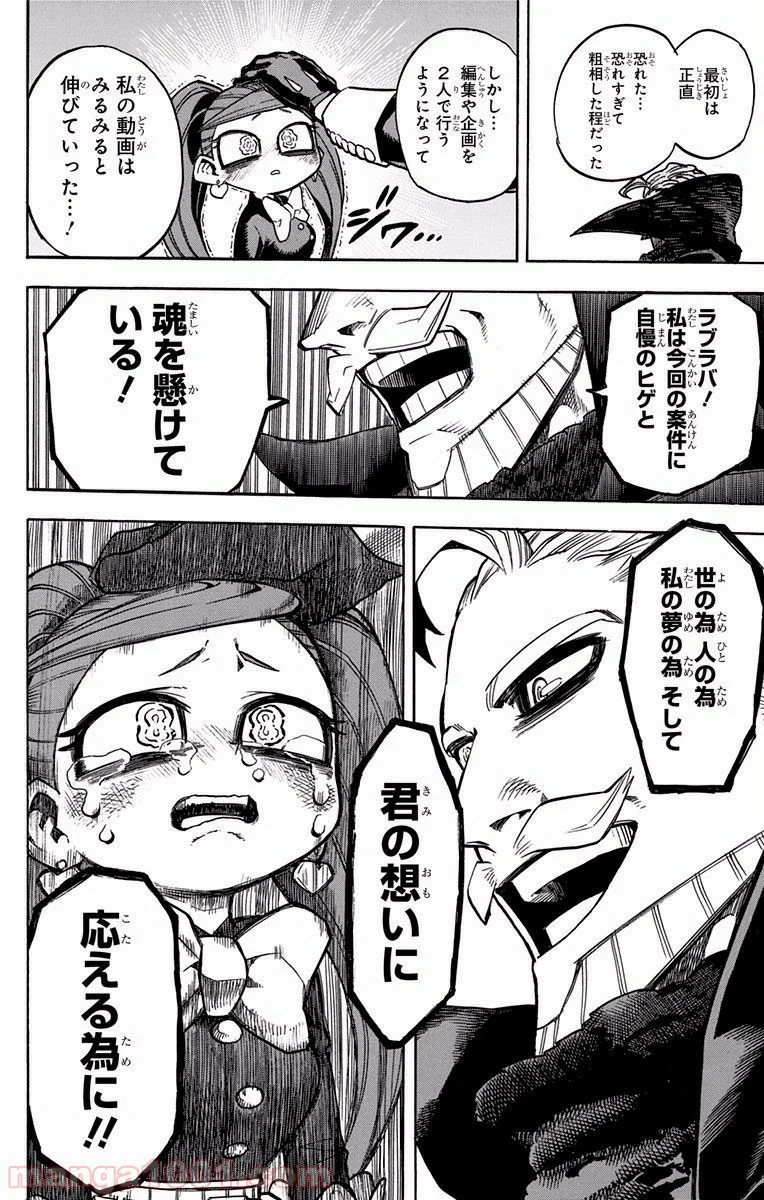 最初は
正直
恐れた…
恐れすぎて
粗相した程だった
しかし…
編集や企画を
2人で行う
ようになって
私の動画は
みるみると
伸びていった…!
ジワ…
ラブラバ!
私は今回の案件に
自慢のヒゲと
魂を懸けて
いる!
世の為 人の為
私の夢の為 そして
君の想いに
応える為に!!